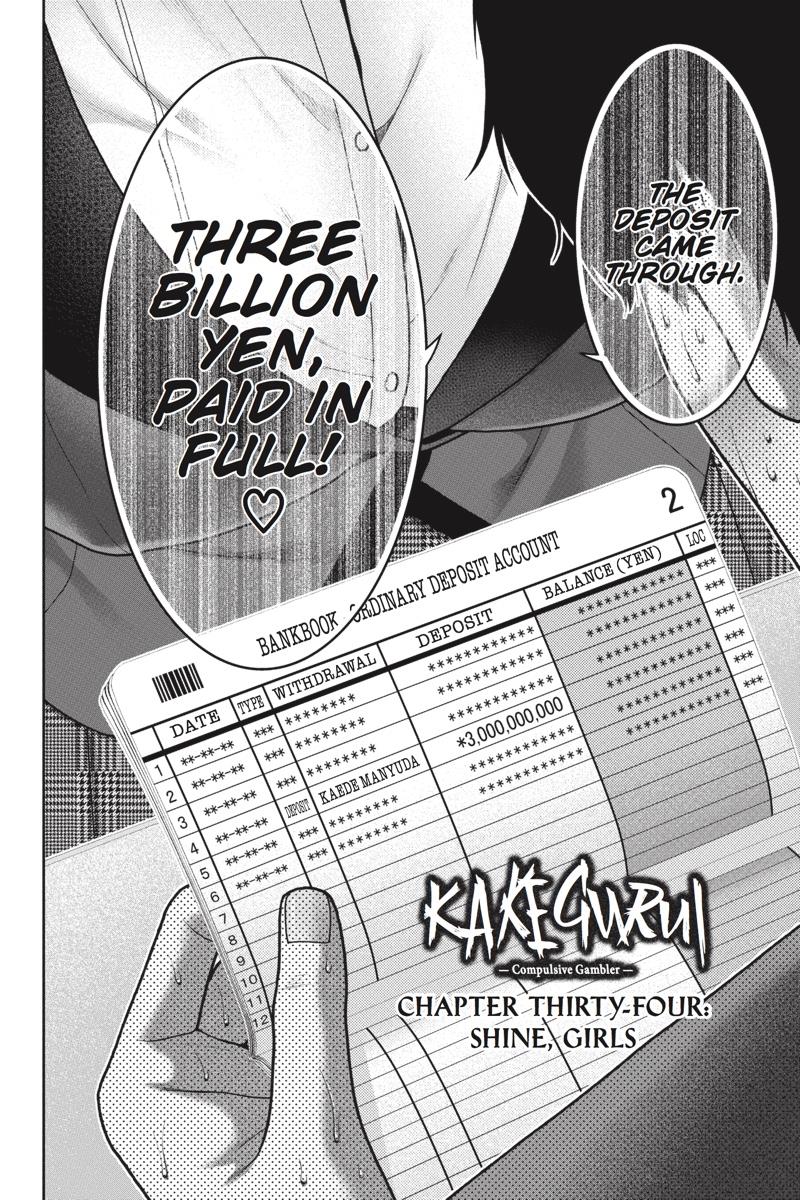 THE
DEPOSIT
CAME
THROUGH.
THREE
BILLION
YEN,
PAID IN
FULL!
♡
2
BANKBOOK ORDINARY DEPOSIT ACCOUNT
DATE TYPE WITHDRAWAL DEPOSIT BALANCE (YEN) LOC
1 **-**-** *** ******** ************ ************ ***
2 **-**-** *** ******** *********** *********** ***
3 **-**-** *** ******** *********** *********** ***
4 **-**-** DEPOSIT KAEDE MANYUDA *3,000,000,000 *********** ***
5 **-**-** *** ******** *********** *********** ***
6 **-**-** *** ******** *********** *********** ***
7
8
9
10
11
12
KAKEGURUI
– Compulsive Gambler –
CHAPTER THIRTY-FOUR:
SHINE, GIRLS